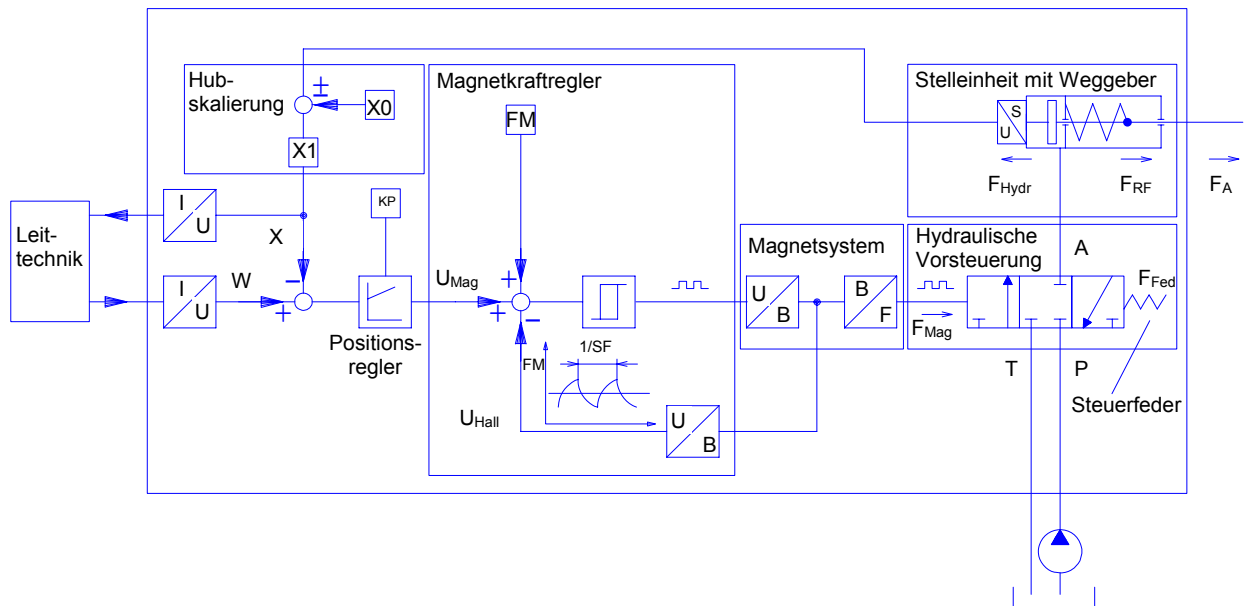 Hub-
skalierung
±
X0
X1
Magnetkraftregler
FM
Stelleinheit mit Weggeber
S
U
FHydr
FRF
FA
Leit-
technik
I
U
X
KP
I
U
W
−
+
Positions-
regler
UMag
+
+
−
1/SF
FM
UHall
U
B
Magnetsystem
U
B
B
F
Hydraulische
Vorsteuerung
A
FFed
FMag
T
P
Steuerfeder